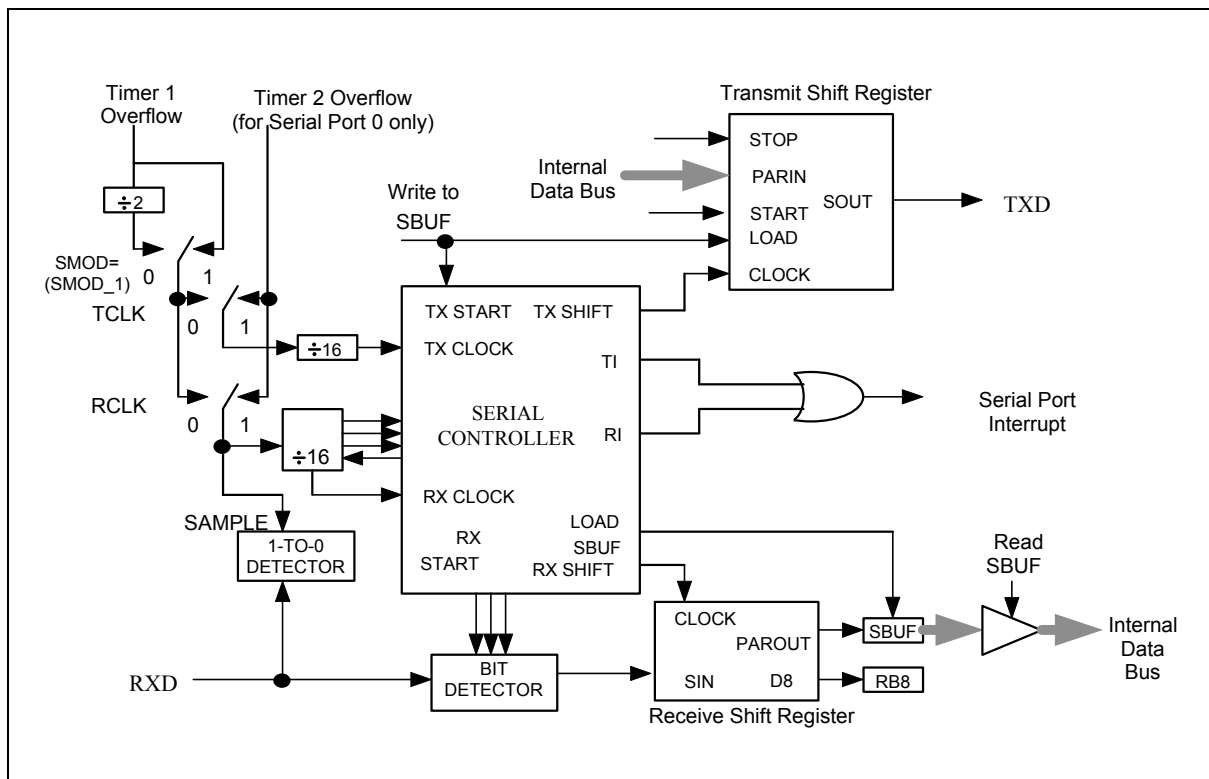 Timer 1
Overflow
Timer 2 Overflow
(for Serial Port 0 only)
÷2
SMOD=
(SMOD_1)
0
1
TCLK
0
1
÷16
RCLK
0
1
÷16
SAMPLE
1-TO-0
DETECTOR
RXD
BIT
DETECTOR
Write to
SBUF
TX START
TX SHIFT
TX CLOCK
TI
SERIAL
CONTROLLER
RI
RX CLOCK
LOAD
SBUF
RX
START
RX SHIFT
Transmit Shift Register
Internal
Data Bus
STOP
PARIN
SOUT
START
LOAD
CLOCK
TXD
Serial Port
Interrupt
CLOCK
PAROUT
SIN
D8
Receive Shift Register
SBUF
RB8
Read
SBUF
Internal
Data
Bus